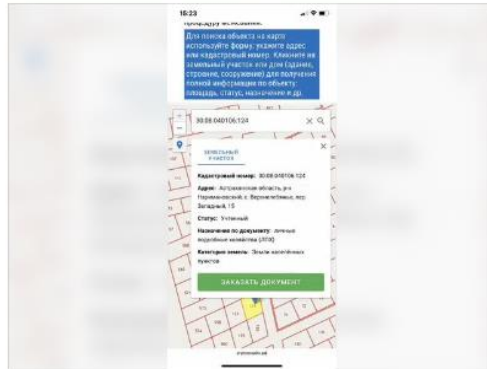 15:23
процедуру межевания.
Для поиска объекта на карте
используйте форму: укажите адрес
или кадастровый номер. Кликните на
земельный участок или дом (здание,
строение, сооружение) для получения
полной информации по объекту:
площадь, статус, назначение и др.
30:08:040106:124
ЗЕМЕЛЬНЫЙ
УЧАСТОК
Кадастровый номер: 30:08:040106:124
Адрес: Астраханская область, р-н
Наримановский, с. Верхнелебяжье, пер.
Западный, 15
Статус: Учтенный
Назначение по документу: личные
подсобные хозяйства (ЛПХ)
Категория земель: Земли населённых
пунктов
ЗАКАЗАТЬ ДОКУМЕНТ